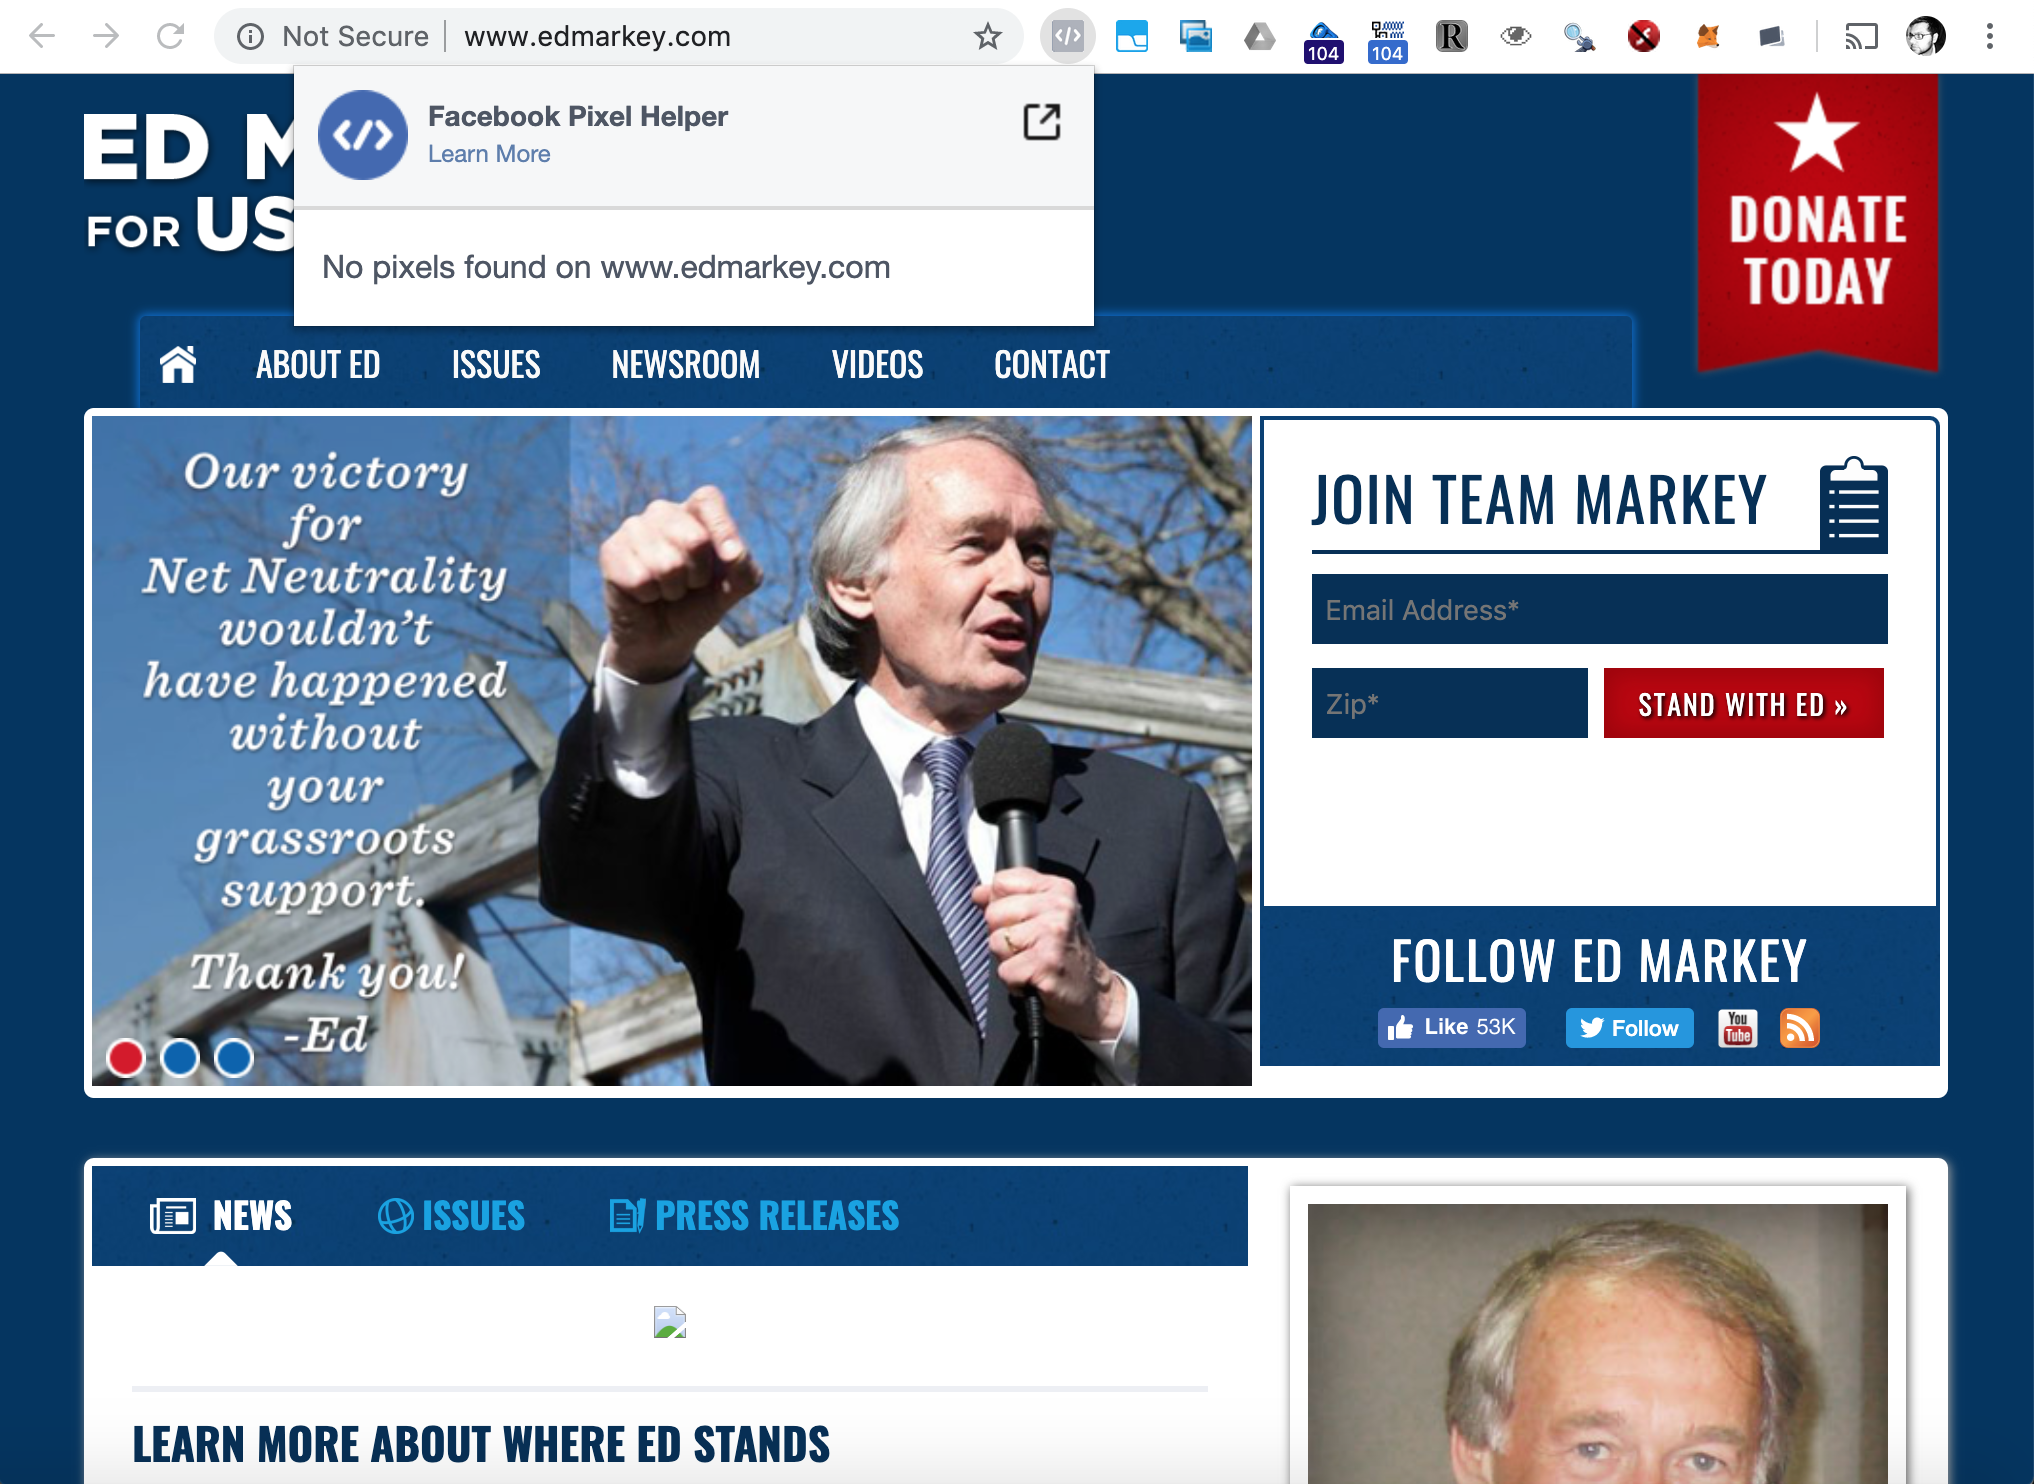 Not Secure www.edmarkey.com
104
104
R
Facebook Pixel Helper
Learn More
No pixels found on www.edmarkey.com
ED M
FOR US
DONATE
TODAY
ABOUT ED ISSUES NEWSROOM VIDEOS CONTACT
Our victory
for
Net Neutrality
wouldn't
have happened
without
your
grassroots
support.
Thank you!
-Ed
JOIN TEAM MARKEY
Email Address*
Zip*
STAND WITH ED »
FOLLOW ED MARKEY
Like 53K
Follow
You
Tube
NEWS ISSUES PRESS RELEASES
LEARN MORE ABOUT WHERE ED STANDS